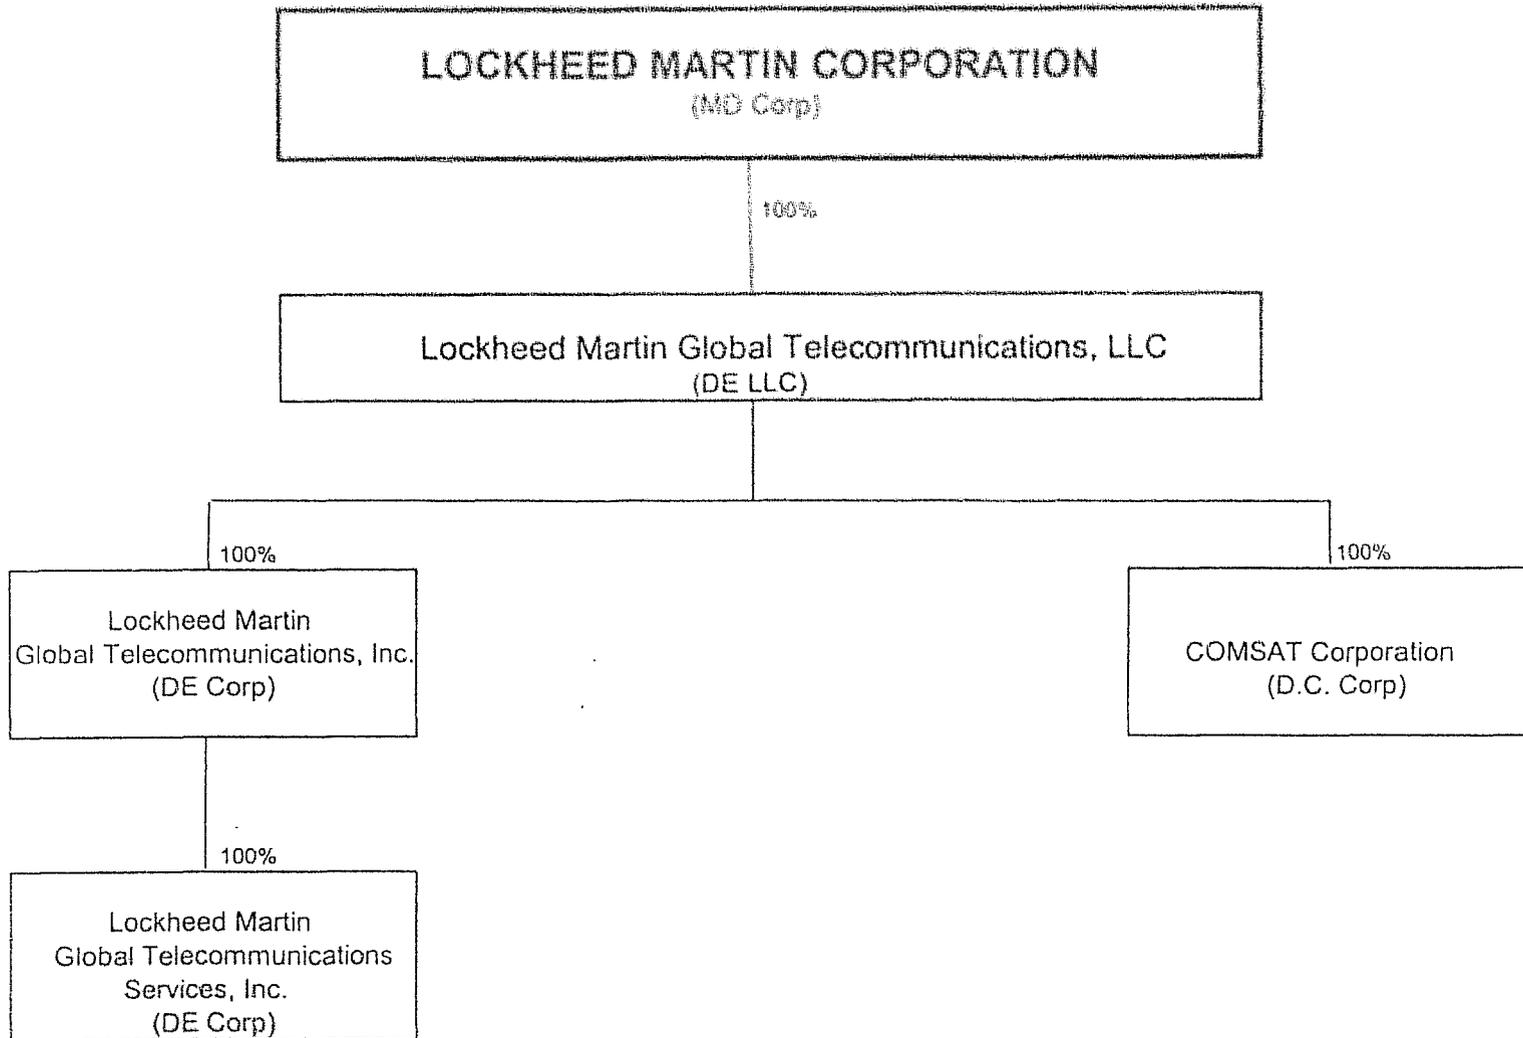 LOCKHEED MARTIN CORPORATION
(MD Corp)
100%
Lockheed Martin Global Telecommunications, LLC
(DE LLC)
100%
100%
Lockheed Martin
Global Telecommunications, Inc.
(DE Corp)
COMSAT Corporation
(D.C. Corp)
100%
Lockheed Martin
Global Telecommunications
Services, Inc.
(DE Corp)